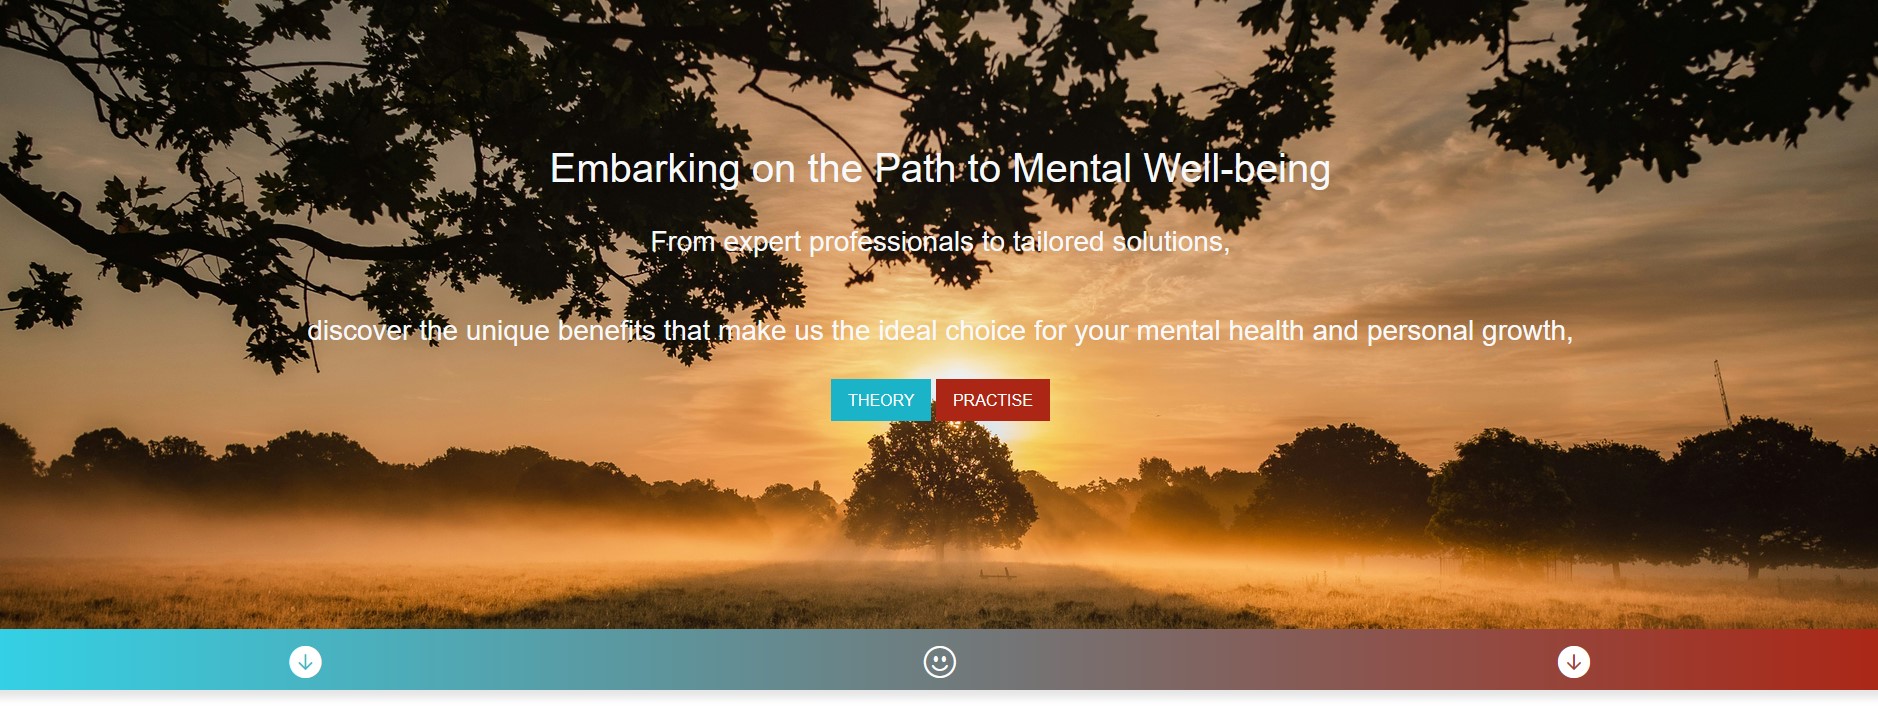 Embarking on the Path to Mental Well-being
From expert professionals to tailored solutions,
discover the unique benefits that make us the ideal choice for your mental health and personal growth,
THEORY PRACTISE